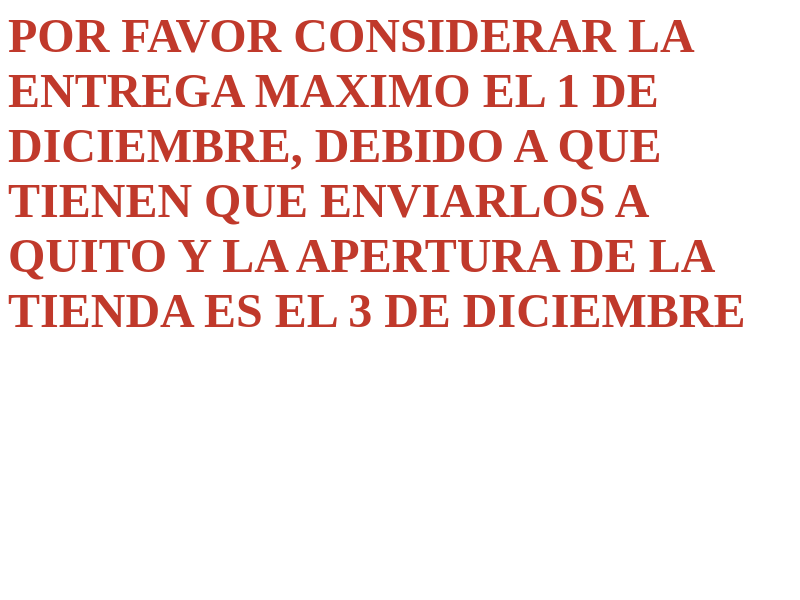 POR FAVOR CONSIDERAR LA
ENTREGA MAXIMO EL 1 DE
DICIEMBRE, DEBIDO A QUE
TIENEN QUE ENVIARLOS A
QUITO Y LA APERTURA DE LA
TIENDA ES EL 3 DE DICIEMBRE